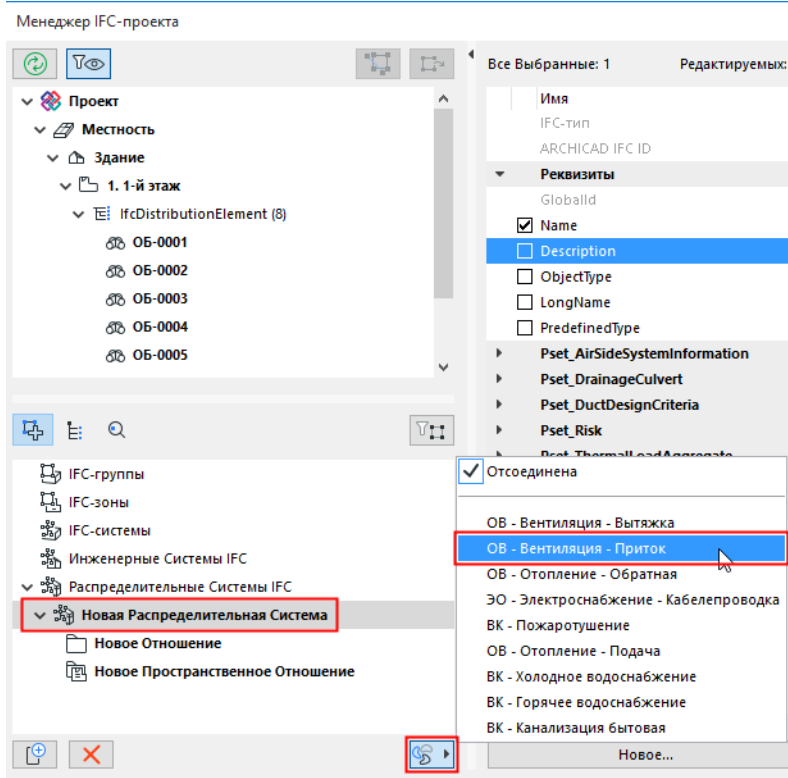 Менеджер IFC-проекта
Проект
Местность
Здание
1. 1-й этаж
IfcDistributionElement (8)
ОБ-0001
ОБ-0002
ОБ-0003
ОБ-0004
ОБ-0005
Все Выбранные: 1 Редактируемых:
Имя
IFC-тип
ARCHICAD IFC ID
Реквизиты
GlobalId
Name
Description
ObjectType
LongName
PredefinedType
Pset_AirSideSystemInformation
Pset_DrainageCulvert
Pset_DuctDesignCriteria
Pset_Risk
Pset_ThermalLoadAggregate
IFC-группы
IFC-зоны
IFC-системы
Инженерные Системы IFC
Распределительные Системы IFC
Новая Распределительная Система
Новое Отношение
Новое Пространственное Отношение
Отсоединена
ОВ - Вентиляция - Вытяжка
ОВ - Вентиляция - Приток
ОВ - Отопление - Обратная
ЭО - Электроснабжение - Кабелепроводка
ВК - Пожаротушение
ОВ - Отопление - Подача
ВК - Холодное водоснабжение
ВК - Горячее водоснабжение
ВК - Канализация бытовая
Новое...